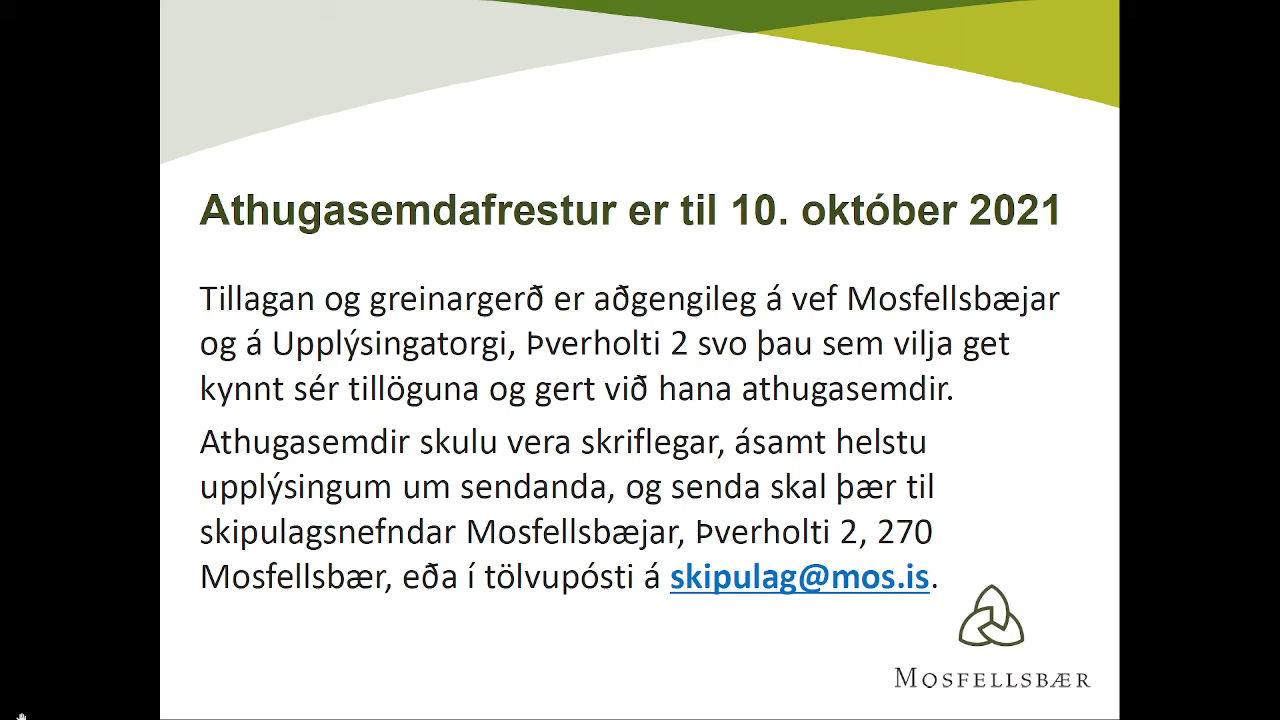 Athugasemdafrestur er til 10. október 2021
Tillagan og greinargerð er aðgengileg á vef Mosfellsbæjar
og á Upplýsingatorgi, Þverholti 2 svo þau sem vilja get
kynnt sér tillöguna og gert við hana athugasemdir.
Athugasemdir skulu vera skriflegar, ásamt helstu
upplýsingum um sendanda, og senda skal þær til
skipulagsnefndar Mosfellsbæjar, Þverholti 2, 270
Mosfellsbær, eða í tölvupósti á skipulag@mos.is.
MOSFELLSBÆR